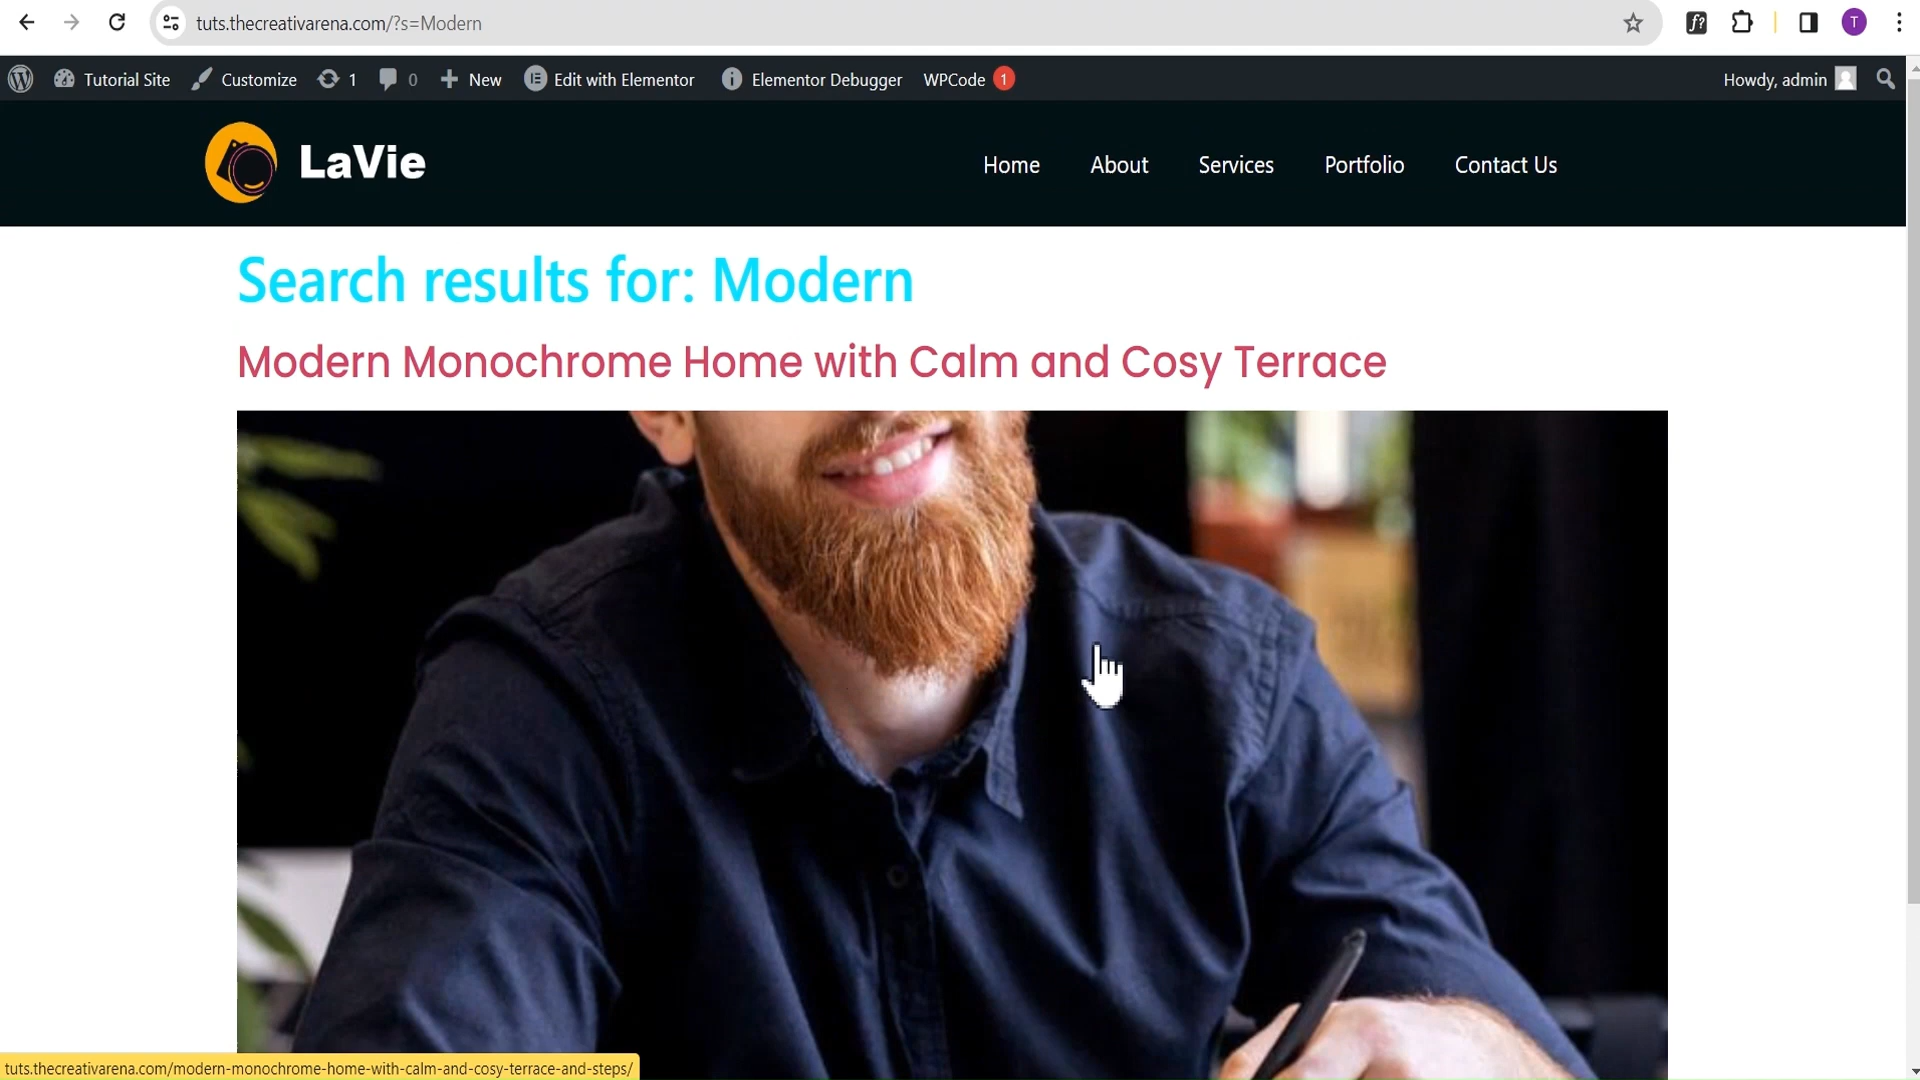 tuts.thecreativarena.com/?s=Modern
f?
T
Tutorial Site
Customize
1
0
New
Edit with Elementor
Elementor Debugger
WPCode 1
Howdy, admin
LaVie
Home
About
Services
Portfolio
Contact Us
Search results for: Modern
Modern Monochrome Home with Calm and Cosy Terrace
tuts.thecreativarena.com/modern-monochrome-home-with-calm-and-cosy-terrace-and-steps/